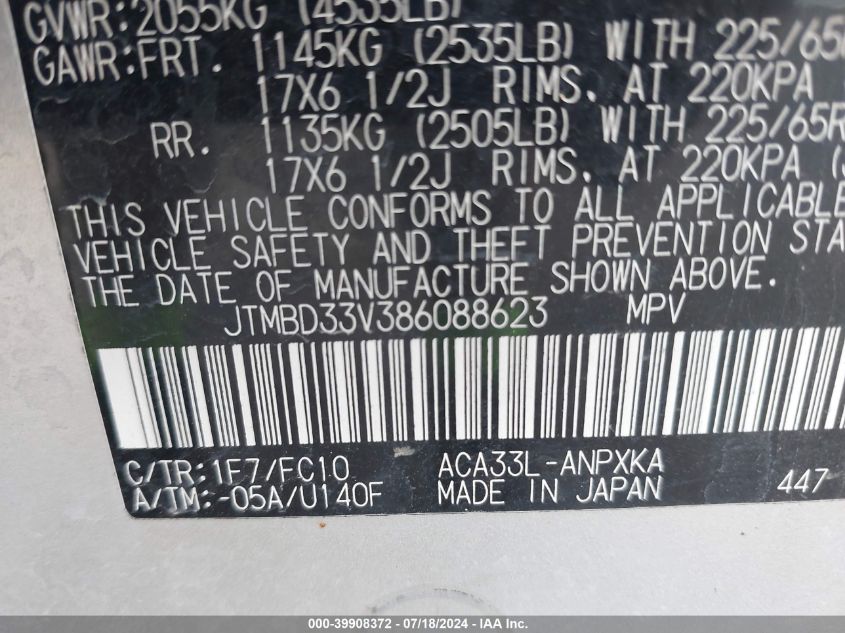 GVWR:2055KG (4535LB)
GAWR:FRT. 1145KG (2535LB) WITH 225/65
17X6 1/2J RIMS, AT 220KPA
RR. 1135KG (2505LB) WITH 225/65R
17X6 1/2J RIMS, AT 220KPA (
THIS VEHICLE CONFORMS TO ALL APPLICABLE
VEHICLE SAFETY AND THEFT PREVENTION STA
THE DATE OF MANUFACTURE SHOWN ABOVE.
JTMBD33V386088623 MPV
C/TR:1F7/FC10 ACA33L-ANPXKA
A/TM:-05A/U140F MADE IN JAPAN 447
000-39908372 - 07/18/2024 - IAA Inc.